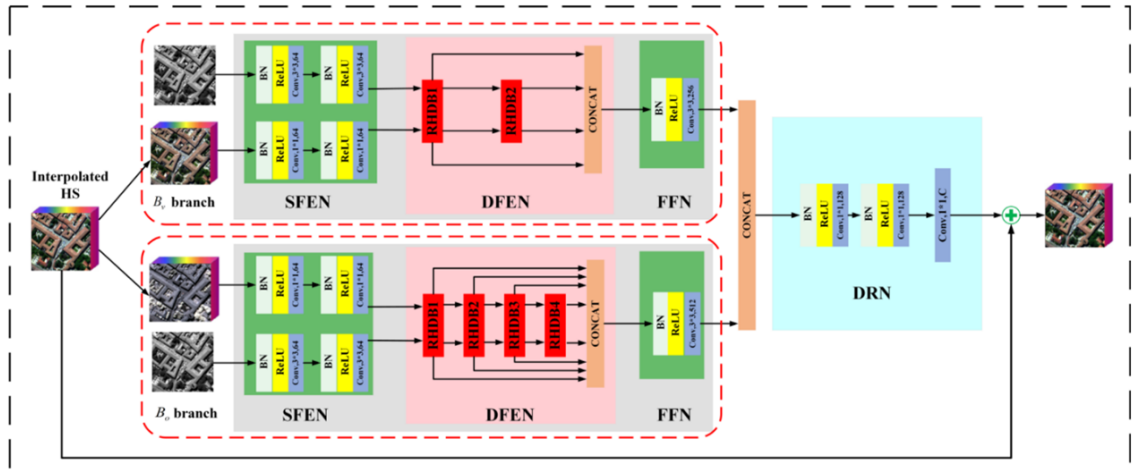 BN
ReLU
Conv,3*3,64
BN
ReLU
Conv,3*3,64
BN
ReLU
Conv,1*1,64
BN
ReLU
Conv,1*1,64
SFEN
RHDB1
RHDB2
CONCAT
DFEN
BN
ReLU
Conv,3*3,256
FFN
Interpolated
HS
Bv branch
BN
ReLU
Conv,1*1,64
BN
ReLU
Conv,1*1,64
BN
ReLU
Conv,3*3,64
BN
ReLU
Conv,3*3,64
SFEN
RHDB1
RHDB2
RHDB3
RHDB4
CONCAT
DFEN
BN
ReLU
Conv,3*3,512
FFN
Bo branch
CONCAT
BN
ReLU
Conv,1*1,128
BN
ReLU
Conv,1*1,128
Conv,1*1,C
DRN